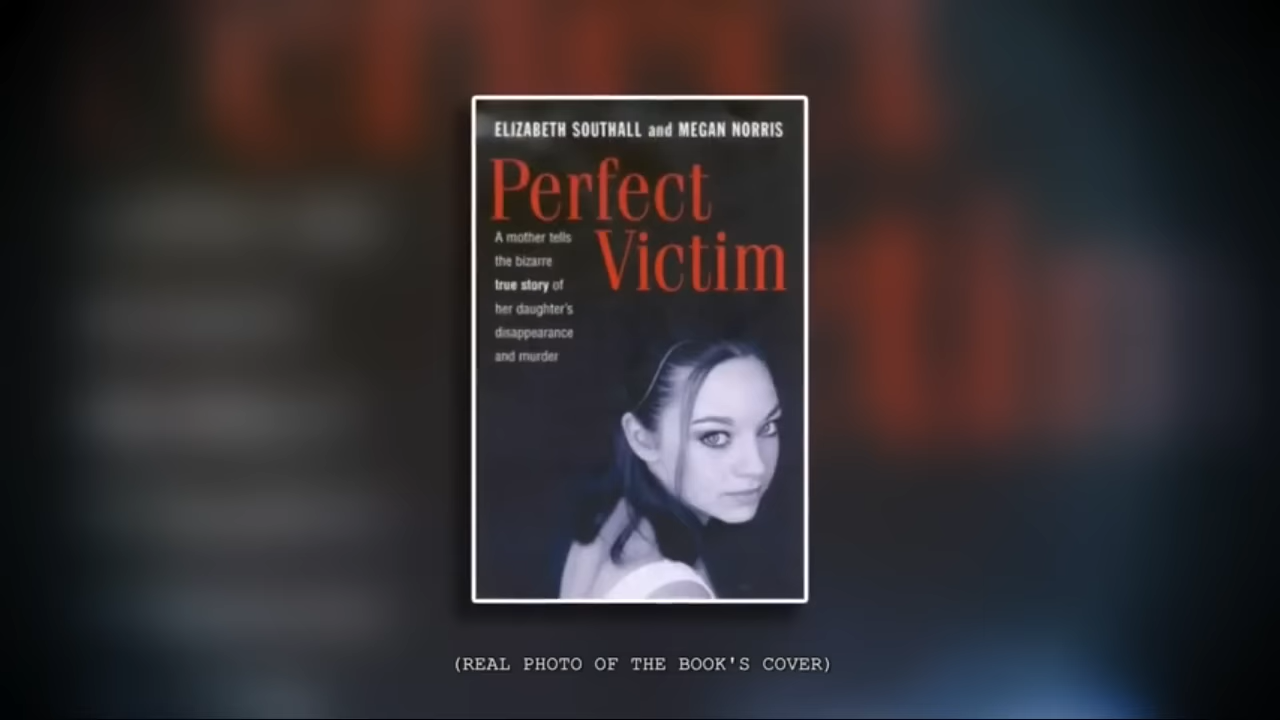 ELIZABETH SOUTHALL and MEGAN NORRIS
Perfect
Victim
A mother tells
the bizarre
true story of
her daughter's
disappearance
and murder
(REAL PHOTO OF THE BOOK'S COVER)